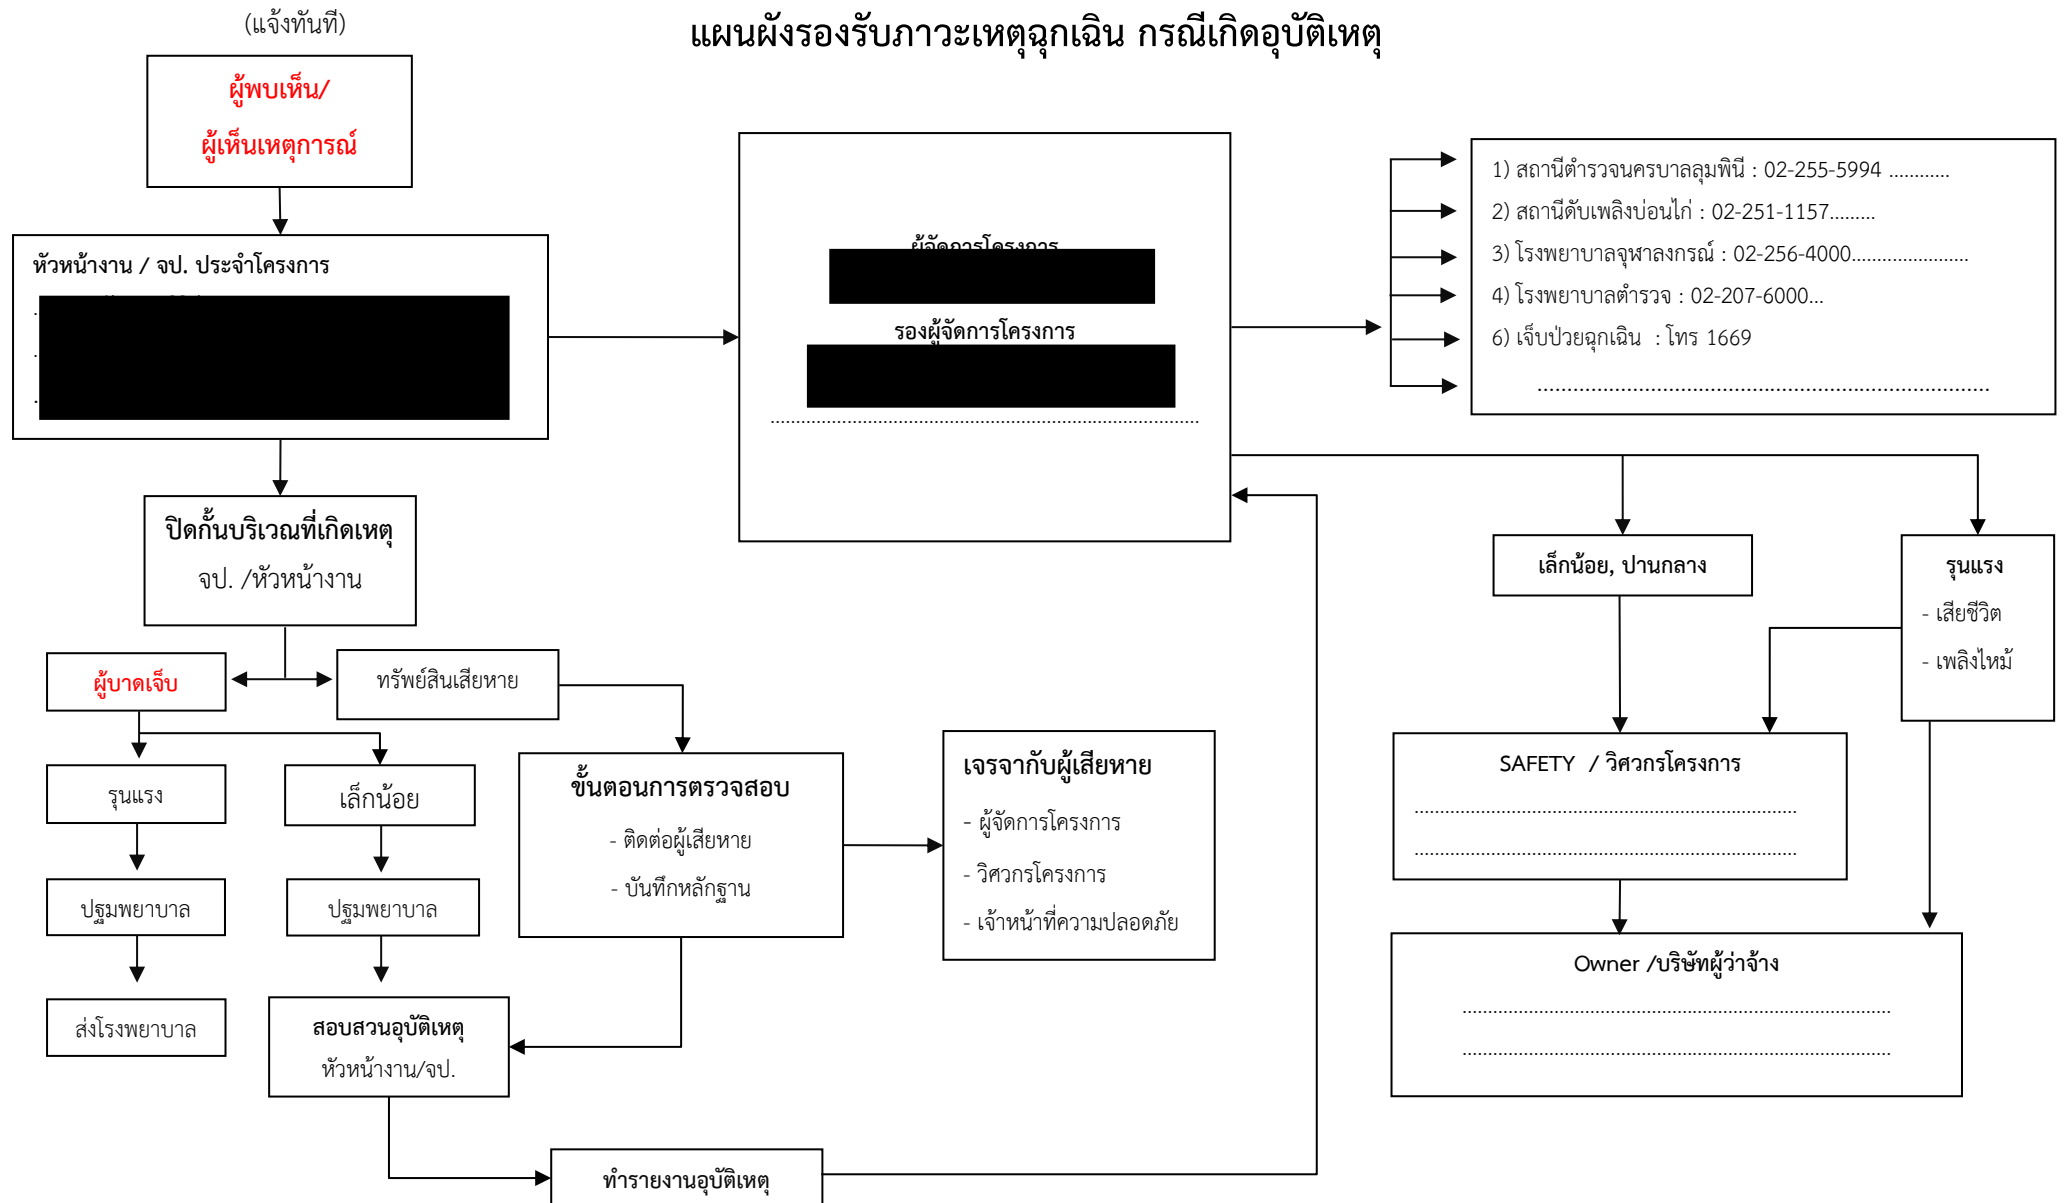 (แจ้งทันที)
แผนผังรองรับภาวะเหตุฉุกเฉิน กรณีเกิดอุบัติเหตุ
ผู้พบเห็น/
ผู้เห็นเหตุการณ์
หัวหน้างาน / จป. ประจำโครงการ
ผู้จัดการโครงการ
รองผู้จัดการโครงการ
................................................................................
1) สถานีตำรวจนครบาลลุมพินี : 02-255-5994 ............
2) สถานีดับเพลิงบ่อนไก่ : 02-251-1157.........
3) โรงพยาบาลจุฬาลงกรณ์ : 02-256-4000.......................
4) โรงพยาบาลตำรวจ : 02-207-6000...
6) เจ็บป่วยฉุกเฉิน : โทร 1669
............................................................................
ปิดกั้นบริเวณที่เกิดเหตุ
จป. /หัวหน้างาน
ผู้บาดเจ็บ
ทรัพย์สินเสียหาย
รุนแรง
เล็กน้อย
ปฐมพยาบาล
ปฐมพยาบาล
ส่งโรงพยาบาล
ขั้นตอนการตรวจสอบ
- ติดต่อผู้เสียหาย
- บันทึกหลักฐาน
เจรจากับผู้เสียหาย
- ผู้จัดการโครงการ
- วิศวกรโครงการ
- เจ้าหน้าที่ความปลอดภัย
สอบสวนอุบัติเหตุ
หัวหน้างาน/จป.
ทำรายงานอุบัติเหตุ
เล็กน้อย, ปานกลาง
รุนแรง
- เสียชีวิต
- เพลิงไหม้
SAFETY / วิศวกรโครงการ
............................................................................
............................................................................
Owner /บริษัทผู้ว่าจ้าง
................................................................................
................................................................................